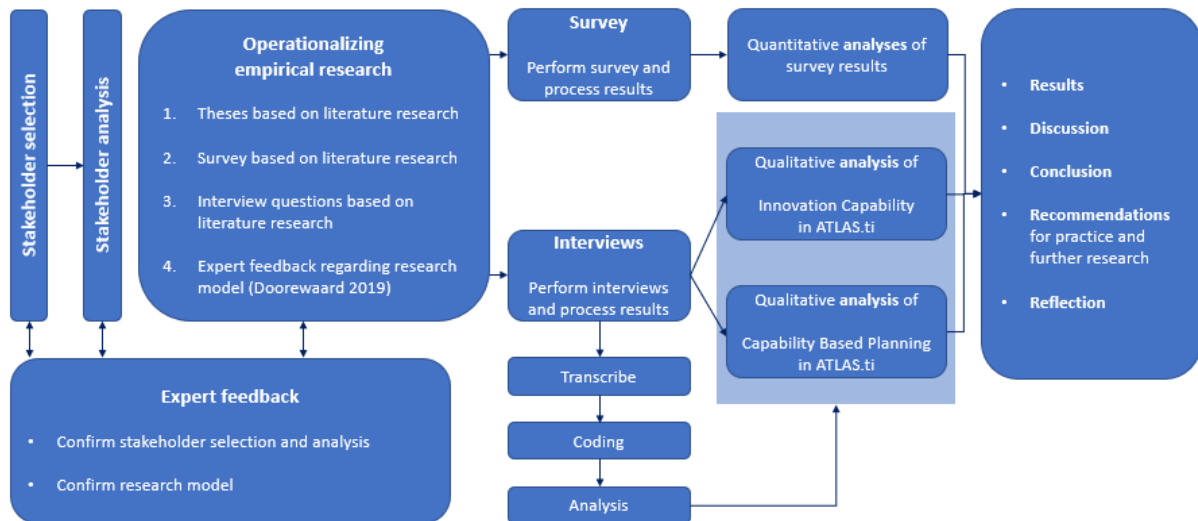 Stakeholder selection
Stakeholder analysis
Operationalizing
empirical research
1. Theses based on literature research
2. Survey based on literature research
3. Interview questions based on
literature research
4. Expert feedback regarding research
model (Doorewaard 2019)
Expert feedback
• Confirm stakeholder selection and analysis
• Confirm research model
Survey
Perform survey and
process results
Interviews
Perform interviews
and process results
Transcribe
Coding
Analysis
Quantitative analyses of
survey results
Qualitative analysis of
Innovation Capability
in ATLAS.ti
Qualitative analysis of
Capability Based Planning
in ATLAS.ti
• Results
• Discussion
• Conclusion
• Recommendations
for practice and
further research
• Reflection